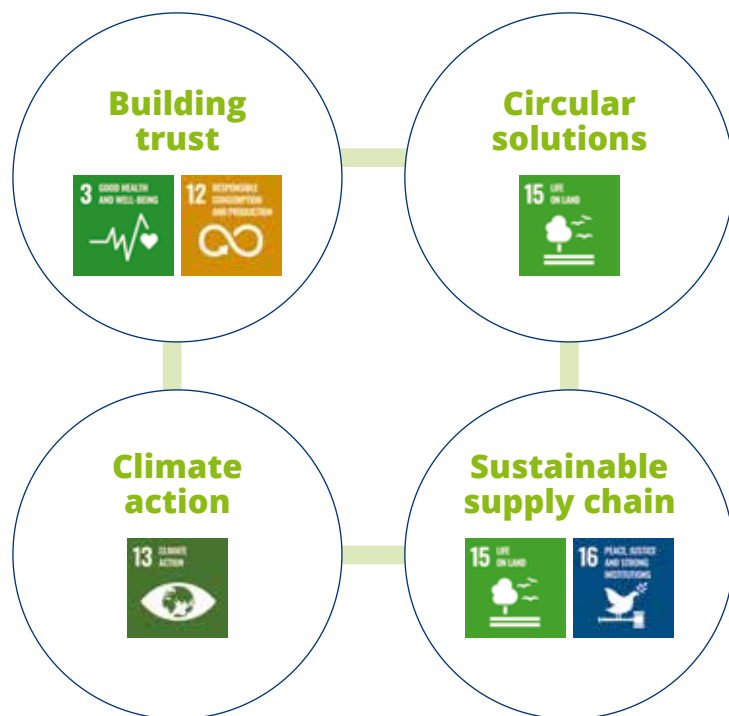 Building
trust
3 GOOD HEALTH
AND WELL-BEING
12 RESPONSIBLE
CONSUMPTION
AND PRODUCTION
Circular
solutions
15 LIFE
ON LAND
Climate
action
13 CLIMATE
ACTION
Sustainable
supply chain
15 LIFE
ON LAND
16 PEACE, JUSTICE
AND STRONG
INSTITUTIONS